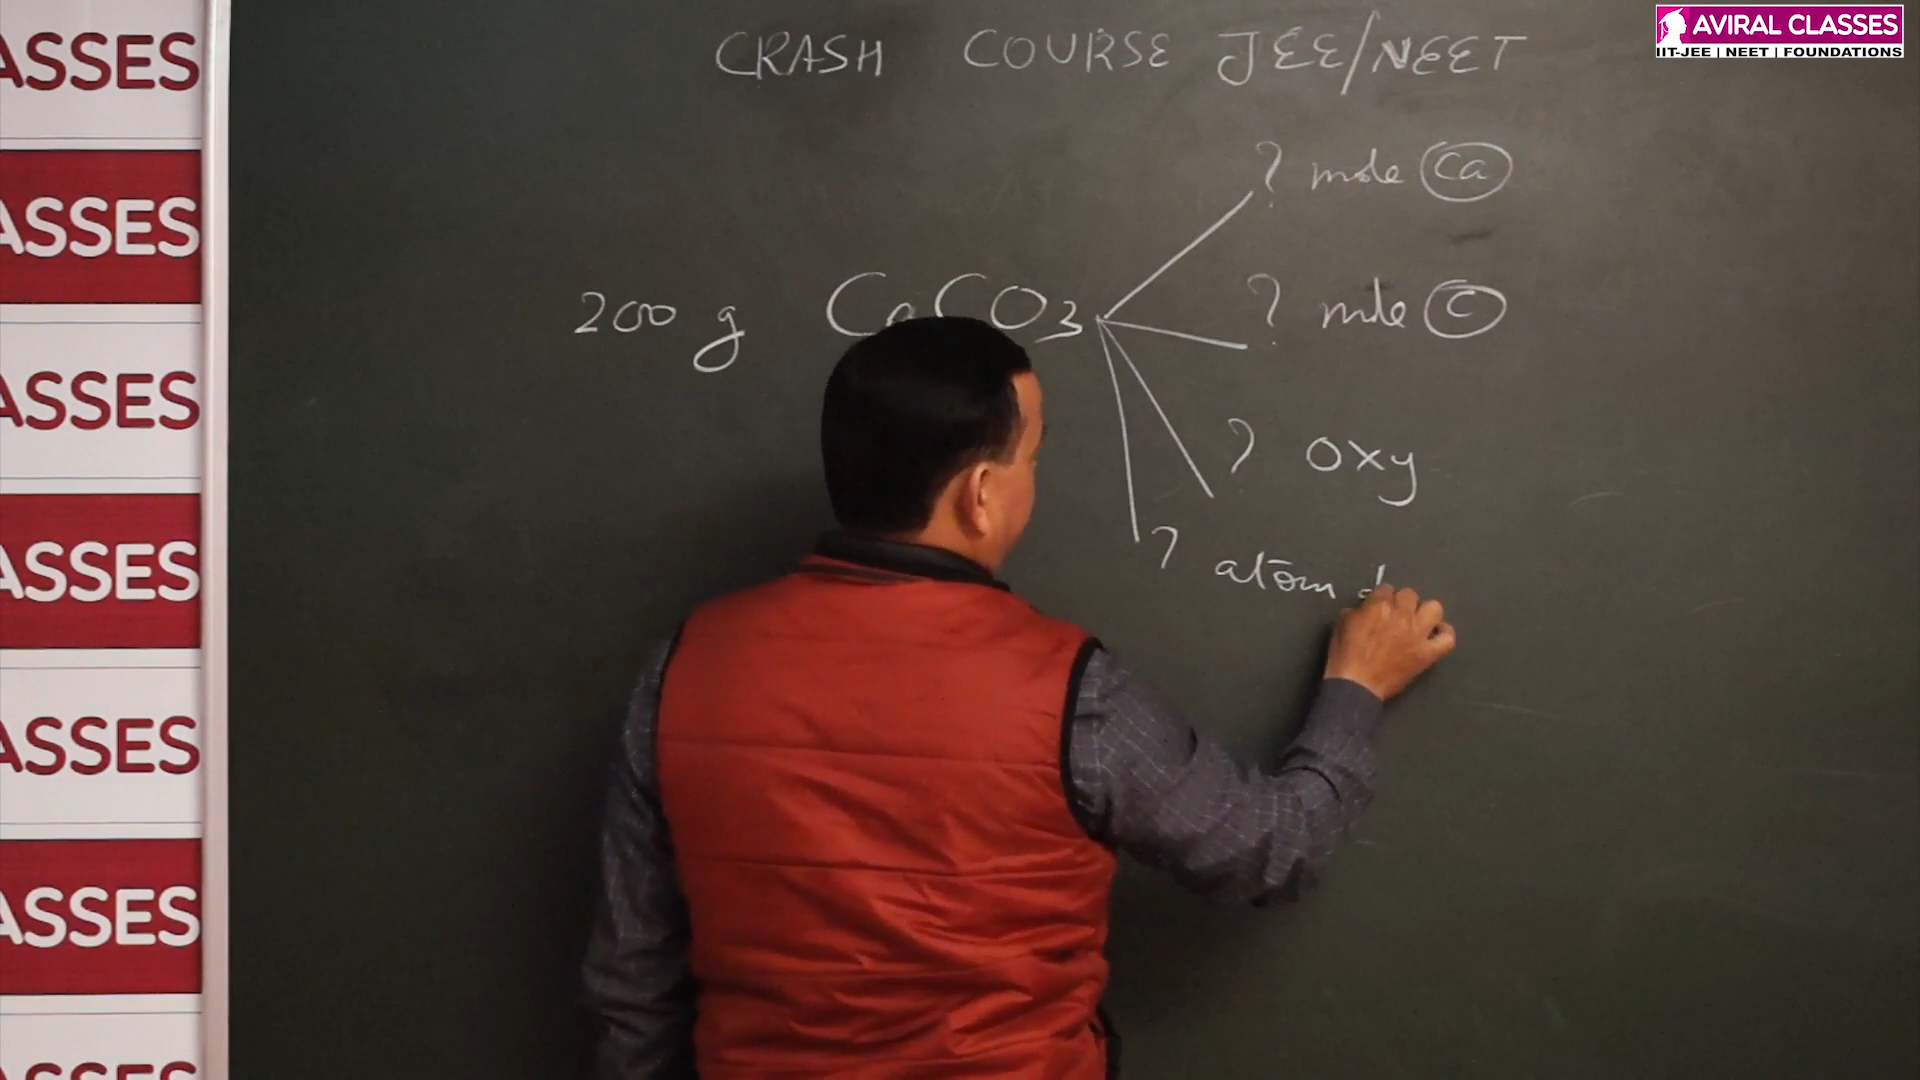 AVIRAL CLASSES
IIT-JEE | NEET | FOUNDATIONS
CRASH COURSE JEE/NEET
? mole Ca
200 g CaCO3
? mole C
? oxy
? atom
ASSES
LASSES
ASSES
ASSES
ASSES
ASSES
ASSES